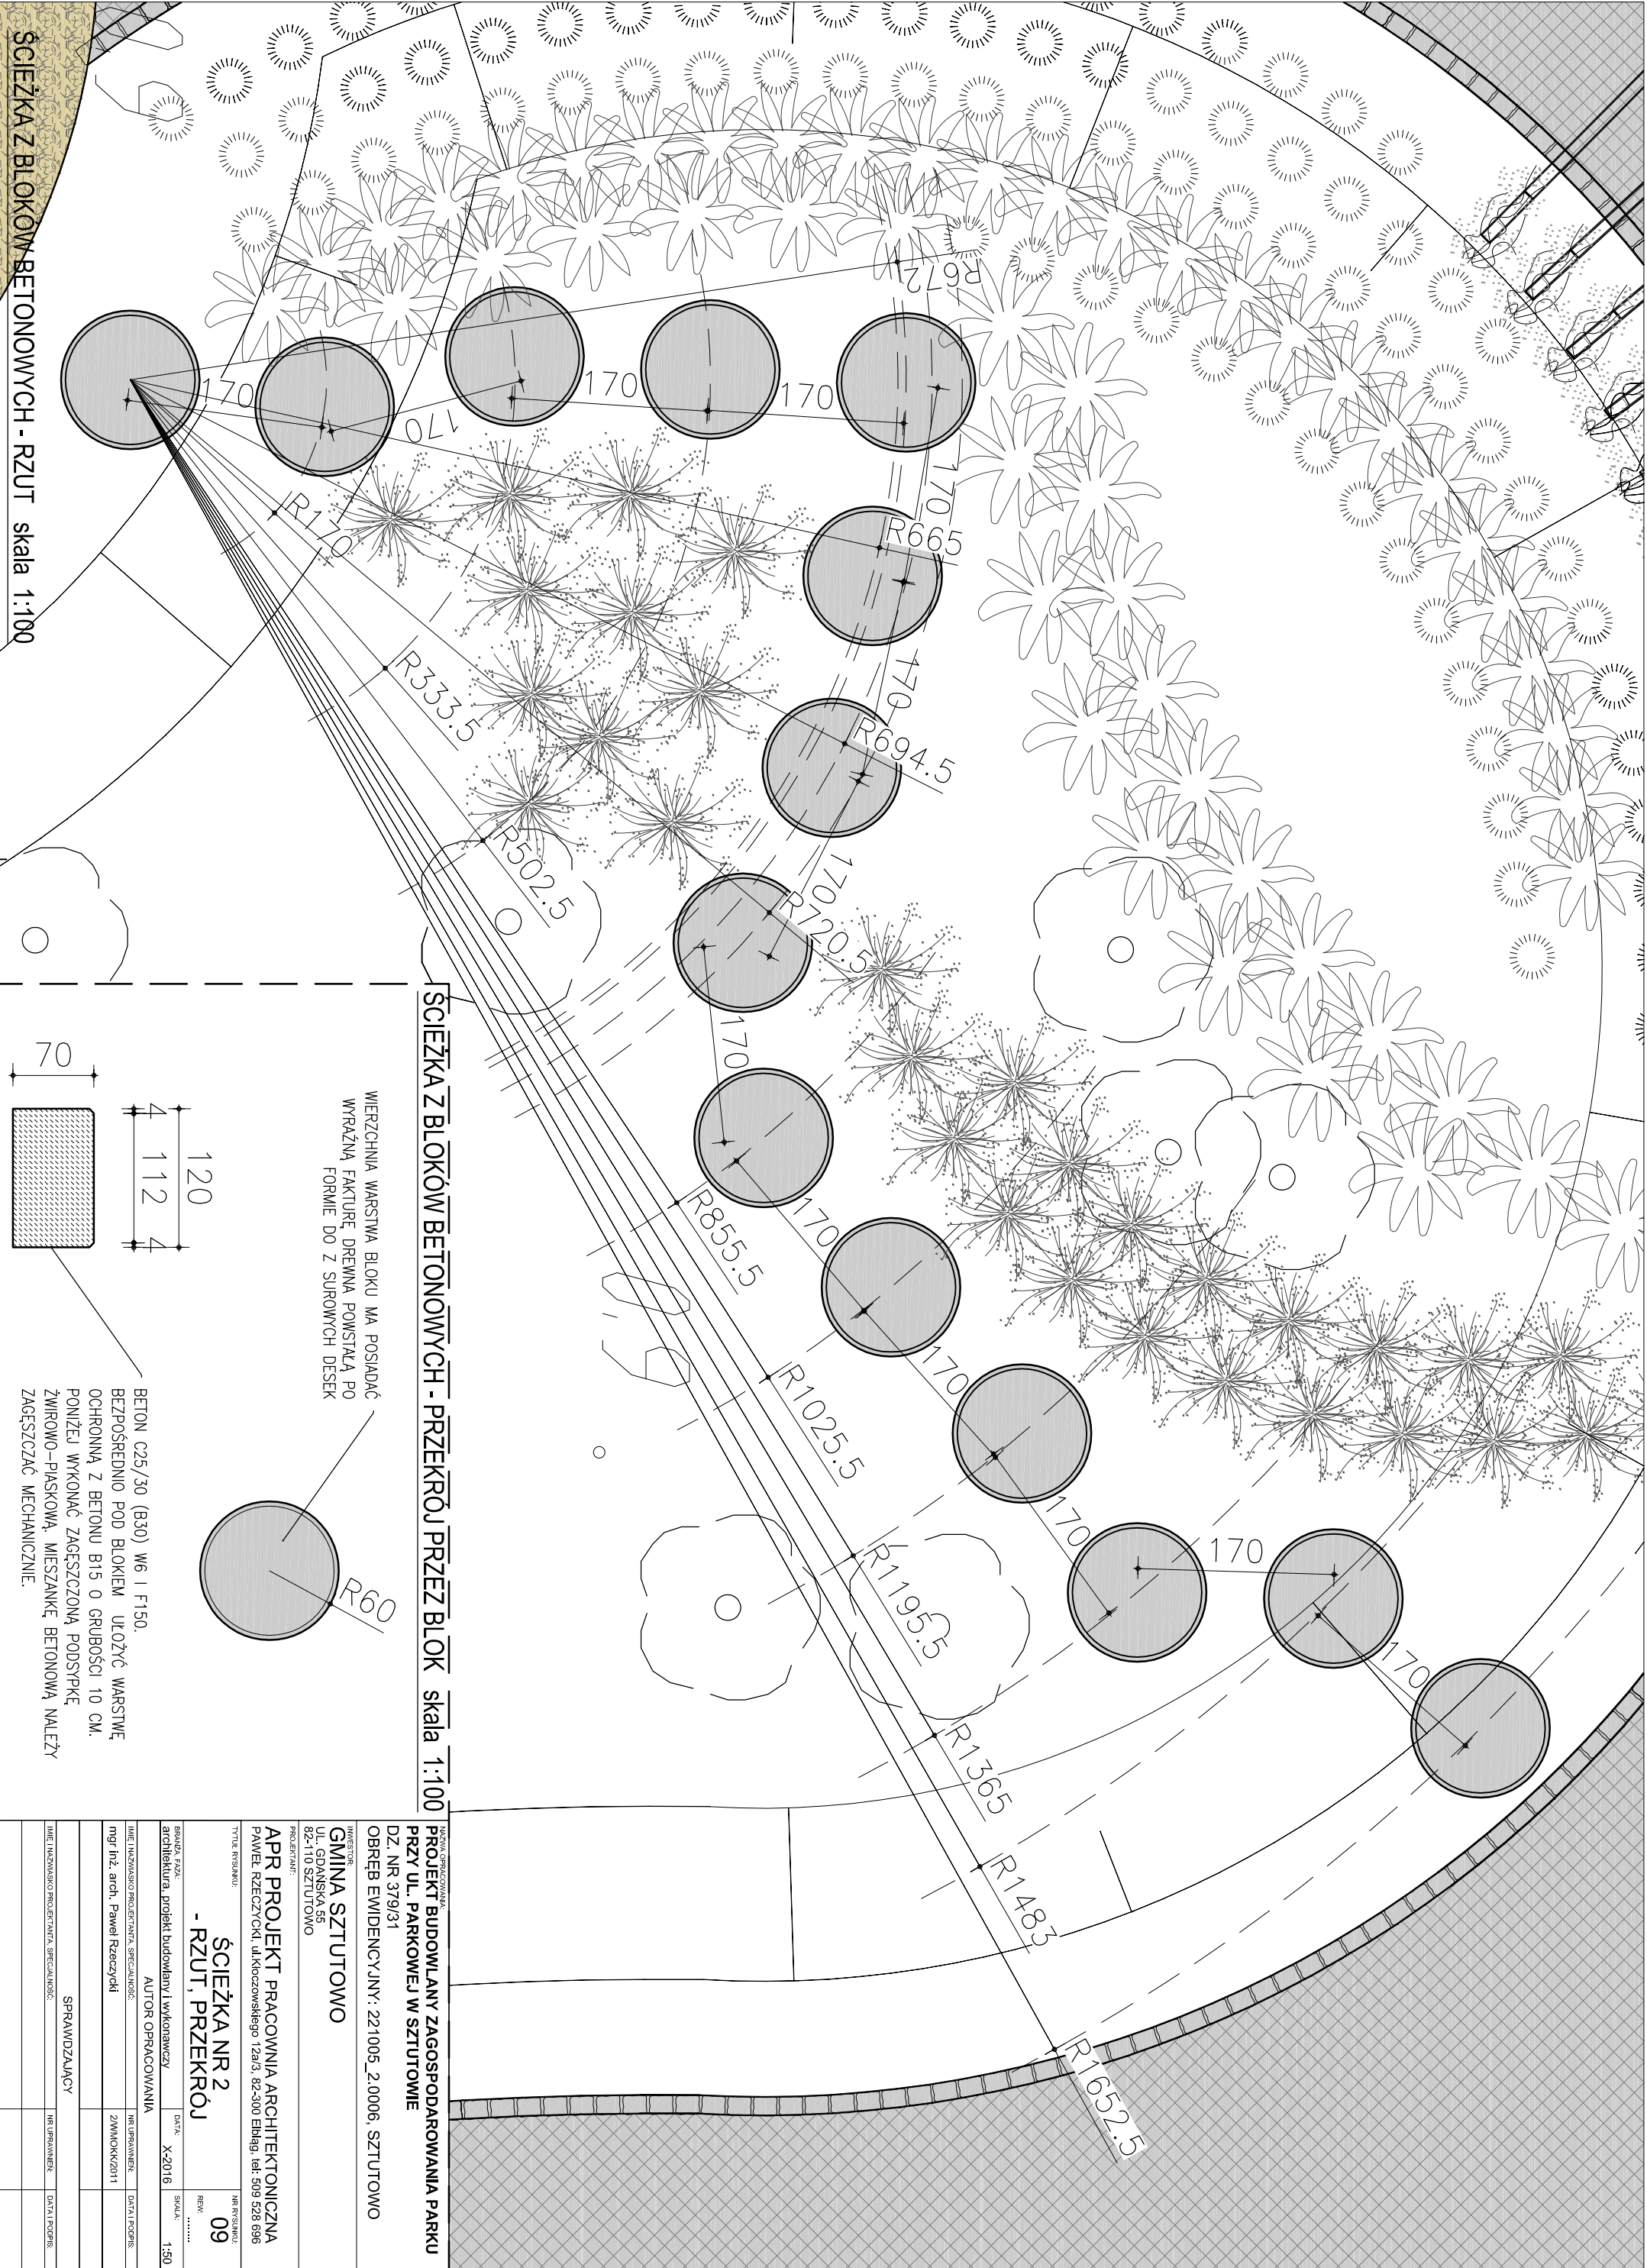 ŚCIEŻKA Z BLOKÓW BETONOWYCH - RZUT skala 1:100
R672
170
170
170
170
170
R665
R170
170
R333.5
R694.5
170
R502.5
R720.5
170
R855.5
170
170
R1025.5
170
170
R1195.5
170
R1365
R1483
R1652.5
ŚCIEŻKA Z BLOKÓW BETONOWYCH - PRZEKRÓJ PRZEZ BLOK skala 1:100
WIERZCHNIA WARSTWA BLOKU MA POSIADAĆ
WYRAŹNĄ FAKTURĘ DREWNA POWSTAŁĄ PO
FORMIE DO Z SUROWYCH DESEK
120
4 112 4
70
R60
BETON C25/30 (B30) W6 I F150.
BEZPOŚREDNIO POD BLOKIEM UŁOŻYĆ WARSTWĘ
OCHRONNĄ Z BETONU B15 O GRUBOŚCI 10 CM.
PONIŻEJ WYKONAĆ ZAGĘSZCZONĄ PODSYPKĘ
ŻWIROWO-PIASKOWĄ. MIESZANKĘ BETONOWĄ NALEŻY
ZAGĘSZCZAĆ MECHANICZNIE.
NAZWA OPRACOWANIA:
PROJEKT BUDOWLANY ZAGOSPODAROWANIA PARKU
PRZY UL. PARKOWEJ W SZTUTOWIE
DZ. NR 379/31
OBRĘB EWIDENCYJNY: 221005_2.0006, SZTUTOWO
INWESTOR:
GMINA SZTUTOWO
UL. GDAŃSKA 55
82-110 SZTUTOWO
PROJEKTANT:
APR PROJEKT PRACOWNIA ARCHITEKTONICZNA
PAWEŁ RZECZYCKI, ul.Kłoczowskiego 12a/3, 82-300 Elbląg, tel: 509 528 696
TYTUŁ RYSUNKU:
ŚCIEŻKA NR 2
- RZUT, PRZEKRÓJ
NR RYSUNKU:
09
REW: ........
BRANŻA, FAZA:
architektura, projekt budowlany i wykonawczy
DATA: X-2016
SKALA: 1:50
AUTOR OPRACOWANIA
IMIĘ I NAZWISKO PROJEKTANTA, SPECJALNOŚĆ: NR UPRAWNIEŃ: DATA I PODPIS:
mgr inż. arch. Paweł Rzeczycki 2/WMOKK/2011
SPRAWDZAJĄCY
IMIĘ I NAZWISKO PROJEKTANTA, SPECJALNOŚĆ: NR UPRAWNIEŃ: DATA I PODPIS: